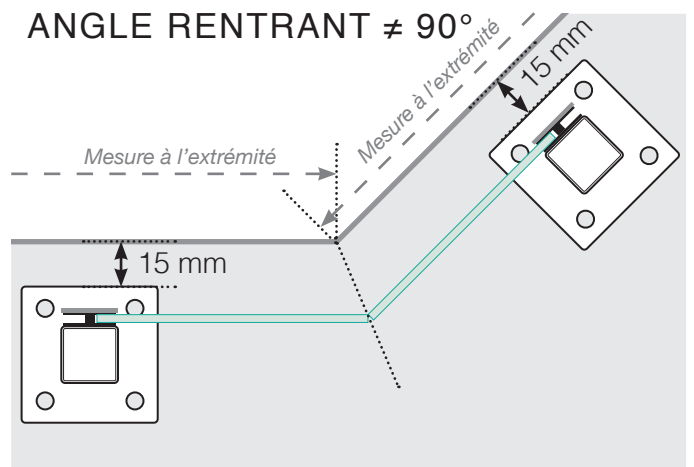 ANGLE RENTRANT ≠ 90°
Mesure à l’extrémité
15 mm
Mesure à l’extrémité
15 mm